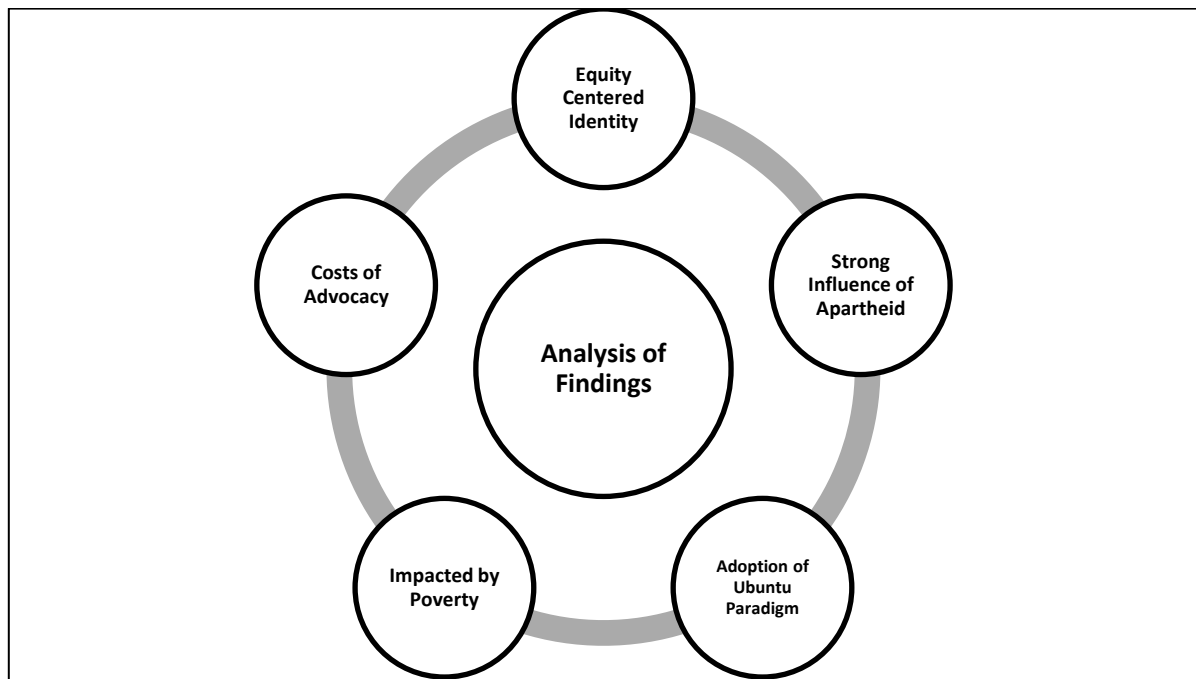 Equity
Centered
Identity
Costs of
Advocacy
Strong
Influence of
Apartheid
Analysis of
Findings
Impacted by
Poverty
Adoption of
Ubuntu
Paradigm